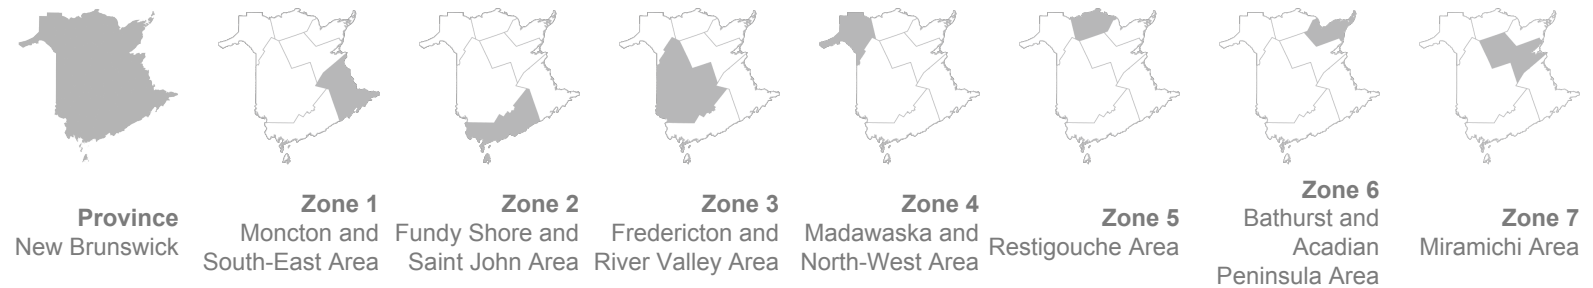 Province
New Brunswick
Zone 1
Moncton and
South-East Area
Zone 2
Fundy Shore and
Saint John Area
Zone 3
Fredericton and
River Valley Area
Zone 4
Madawaska and
North-West Area
Zone 5
Restigouche Area
Zone 6
Bathurst and
Acadian
Peninsula Area
Zone 7
Miramichi Area